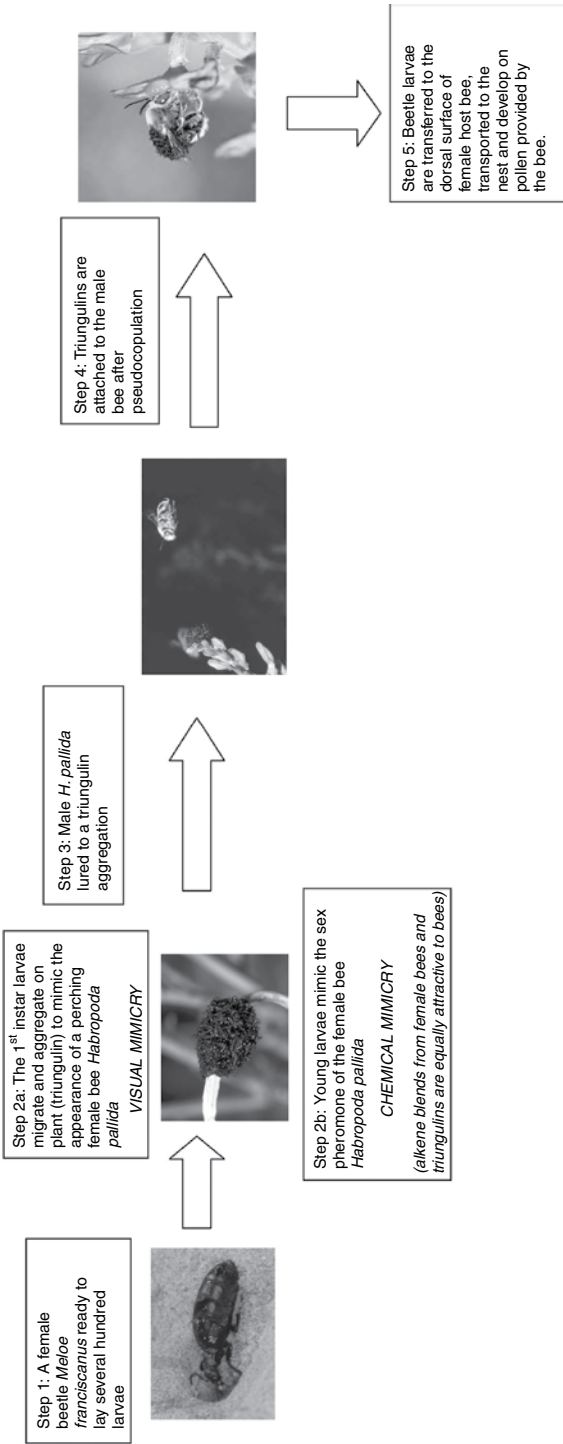 Step 1: A female
beetle Meloe
franciscanus ready to
lay several hundred
larvae
Step 2a: The 1st instar larvae
migrate and aggregate on
plant (triungulin) to mimic the
appearance of a perching
female bee Habropoda
pallida
VISUAL MIMICRY
Step 2b: Young larvae mimic the sex
pheromone of the female bee
Habropoda pallida
CHEMICAL MIMICRY
(alkene blends from female bees and
triungulins are equally attractive to bees)
Step 3: Male H. pallida
lured to a triungulin
aggregation
Step 4: Triungulins are
attached to the male
bee after
pseudocopulation
Step 5: Beetle larvae
are transferred to the
dorsal surface of
female host bee,
transported to the
nest and develop on
pollen provided by
the bee.